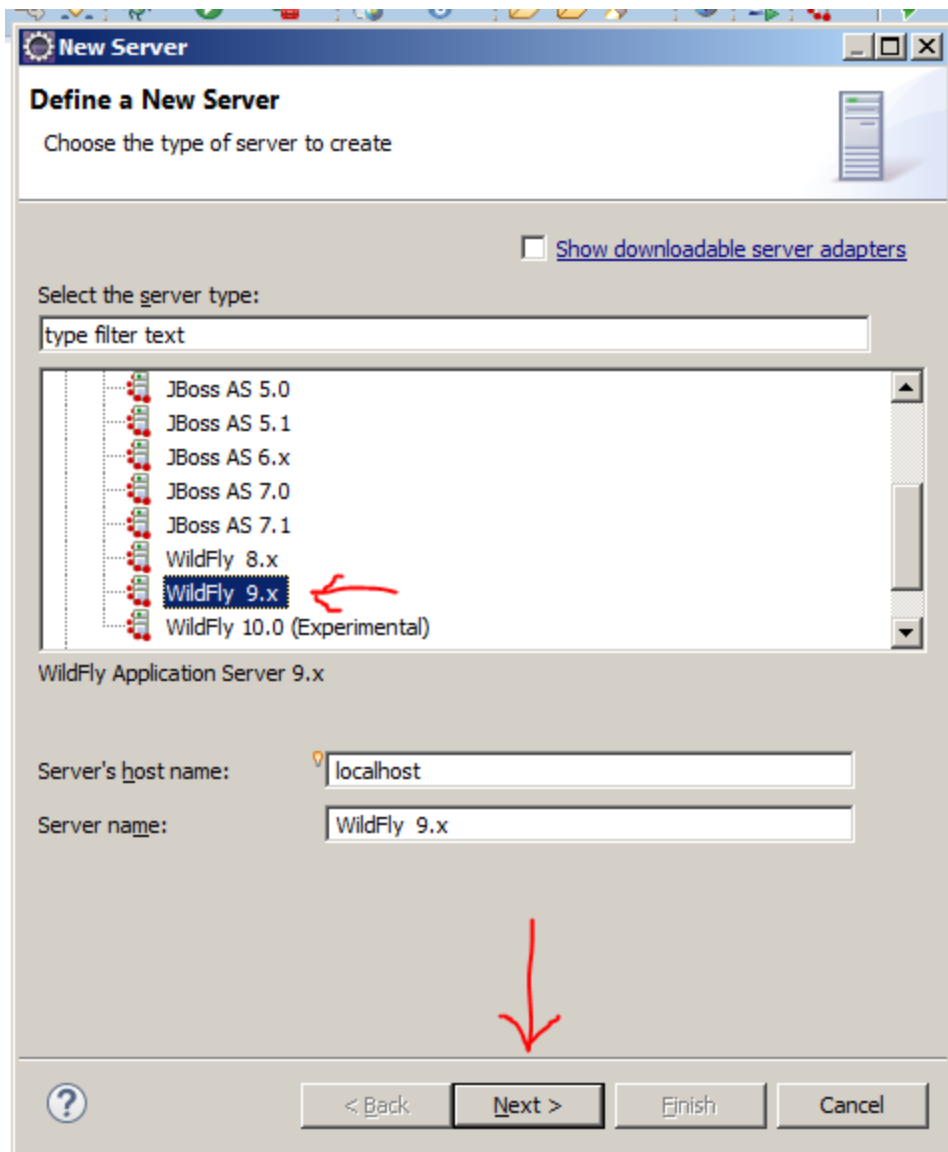 New Server
Define a New Server
Choose the type of server to create
Show downloadable server adapters
Select the server type:
type filter text
JBoss AS 5.0
JBoss AS 5.1
JBoss AS 6.x
JBoss AS 7.0
JBoss AS 7.1
WildFly 8.x
WildFly 9.x
WildFly 10.0 (Experimental)
WildFly Application Server 9.x
Server's host name: localhost
Server name: WildFly 9.x
< Back Next > Finish Cancel